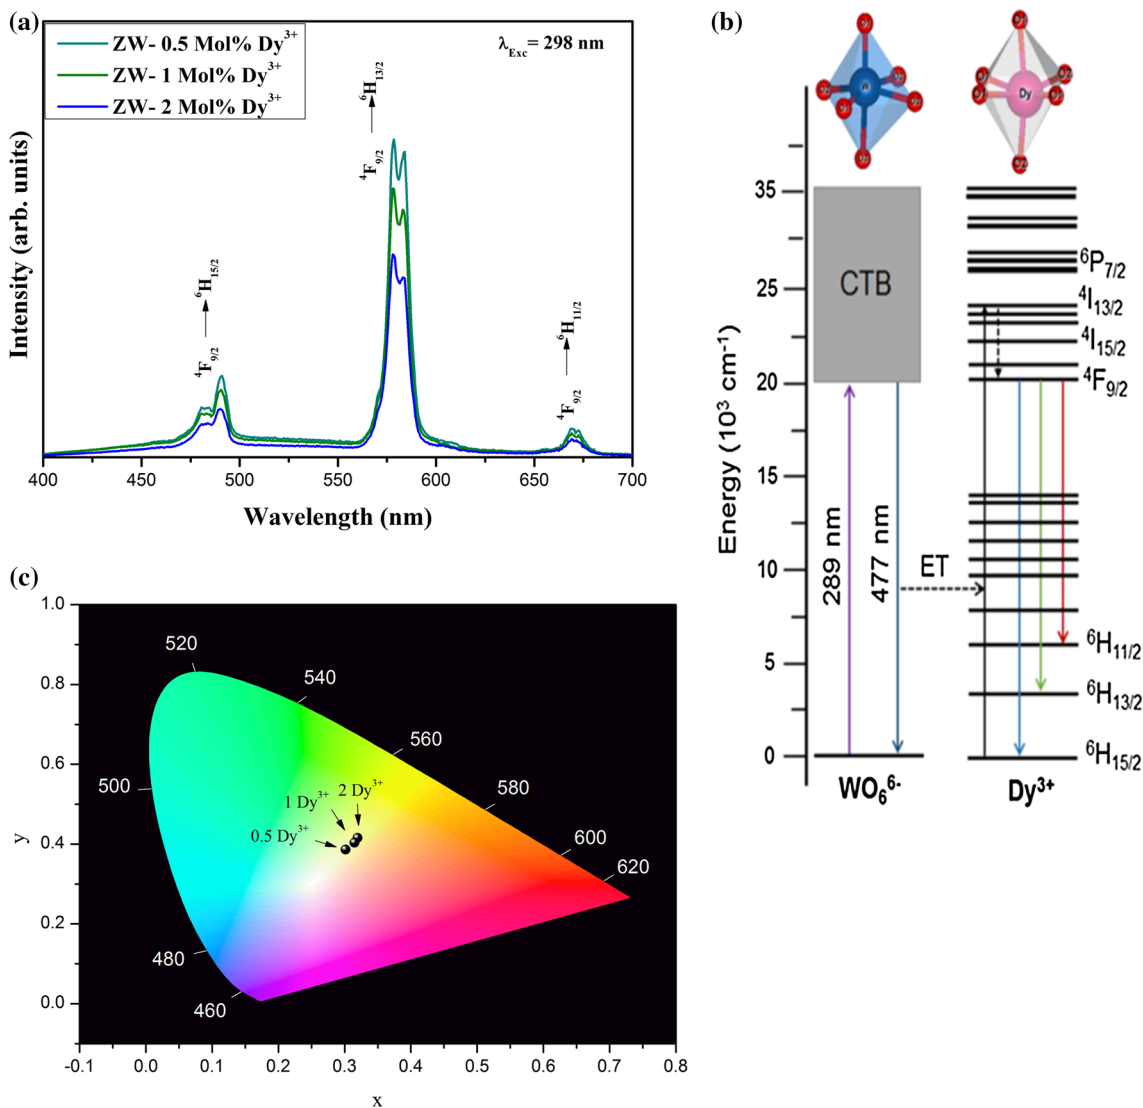 (a)
ZW- 0.5 Mol% Dy3+
ZW- 1 Mol% Dy3+
ZW- 2 Mol% Dy3+
λExc= 298 nm
4F9/2 → 6H15/2
4F9/2 → 6H13/2
4F9/2 → 6H11/2
Intensity (arb. units)
400 450 500 550 600 650 700
Wavelength (nm)
(b)
W
Dy
Energy (10³ cm⁻¹)
35
25
20
15
10
5
0
CTB
289 nm
477 nm
ET
6P7/2
4I13/2
4I15/2
4F9/2
6H11/2
6H13/2
6H15/2
WO6 6-
Dy3+
(c)
y
1.0
0.8
0.6
0.4
0.2
0.0
520
540
560
500
580
600
620
480
460
1 Dy3+
2 Dy3+
0.5 Dy3+
-0.1 0.0 0.1 0.2 0.3 0.4 0.5 0.6 0.7 0.8
x